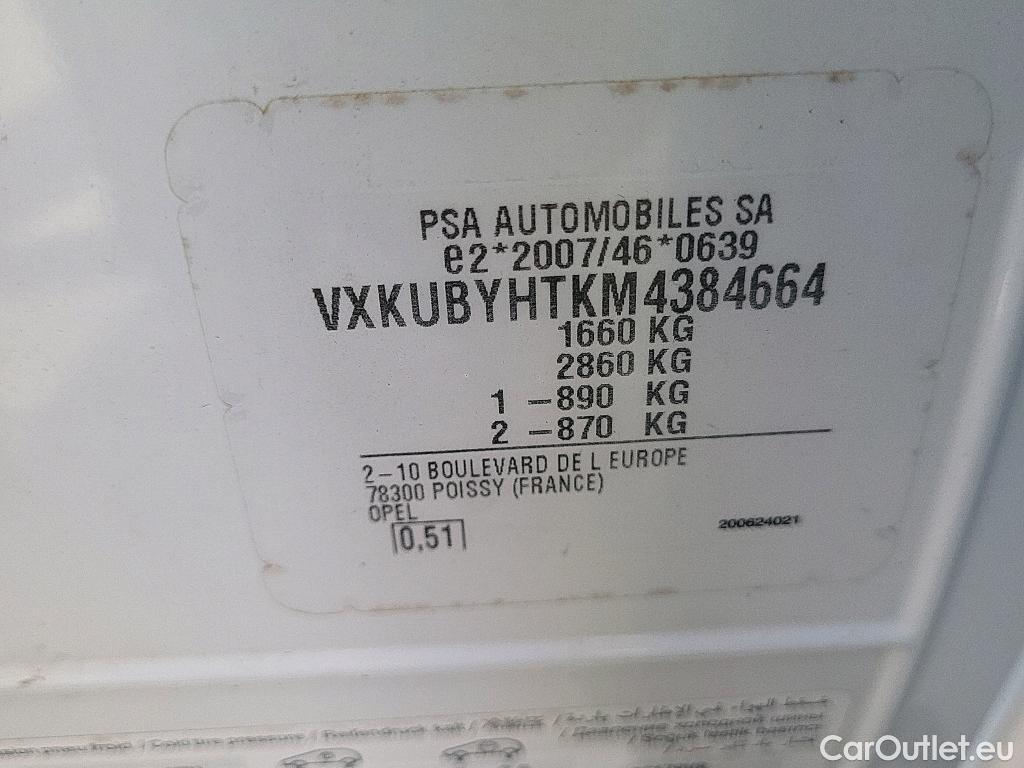 PSA AUTOMOBILES SA
e2*2007/46*0639
VXKUBYHTKM4384664
1660 KG
2860 KG
1 -890 KG
2 -870 KG
2-10 BOULEVARD DE L EUROPE
78300 POISSY (FRANCE)
OPEL
0,51
200624021
CarOutlet.eu